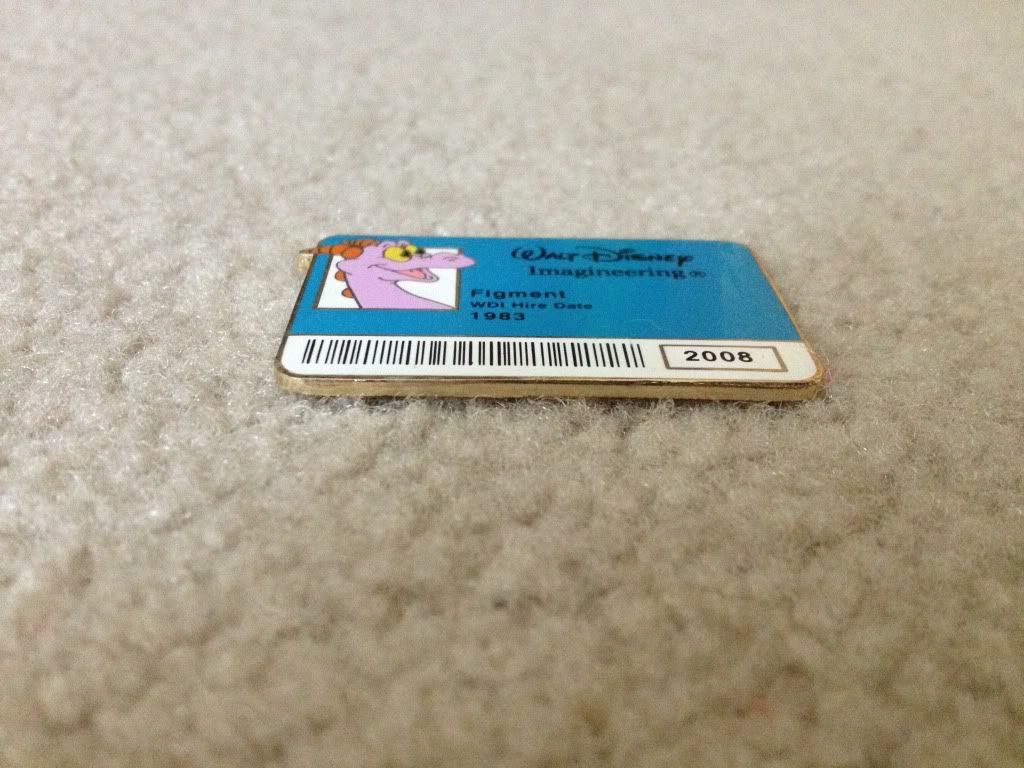 Walt Disney
Imagineering®
Figment
WDI Hire Date
1983
2008